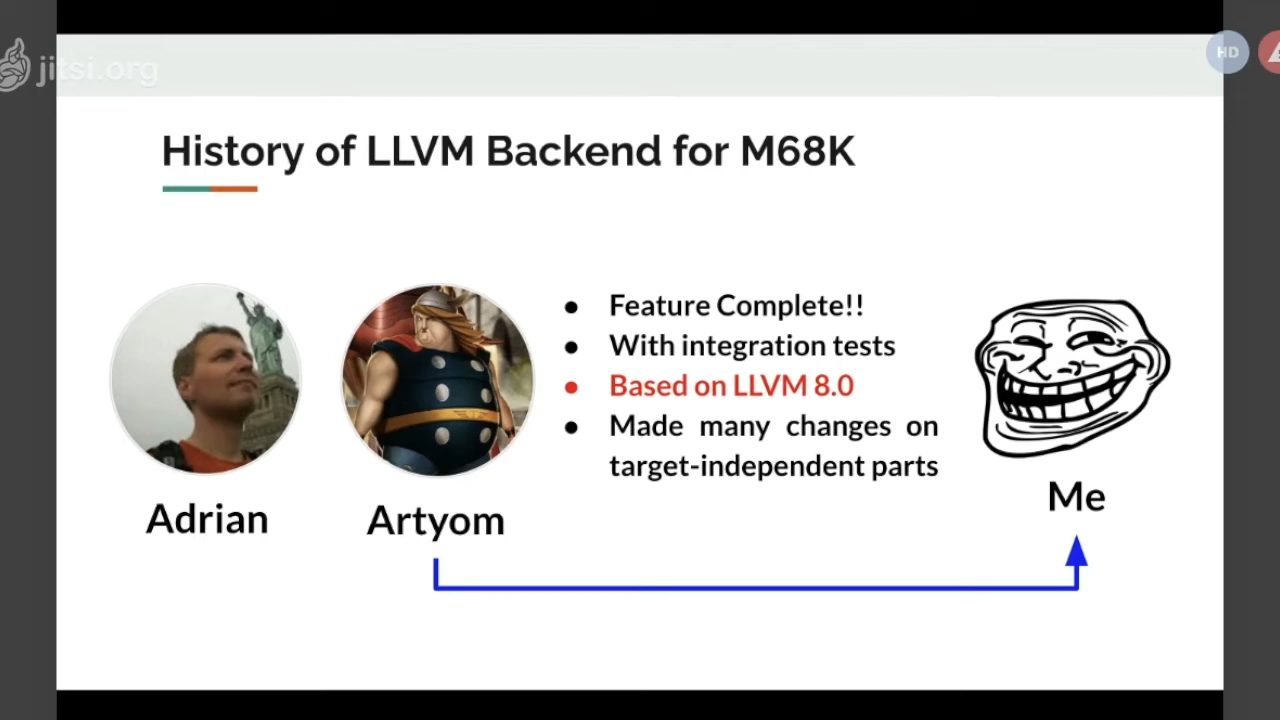 jitsi.org
HD
History of LLVM Backend for M68K
● Feature Complete!!
● With integration tests
● Based on LLVM 8.0
● Made many changes on
target-independent parts
Adrian
Artyom
Me